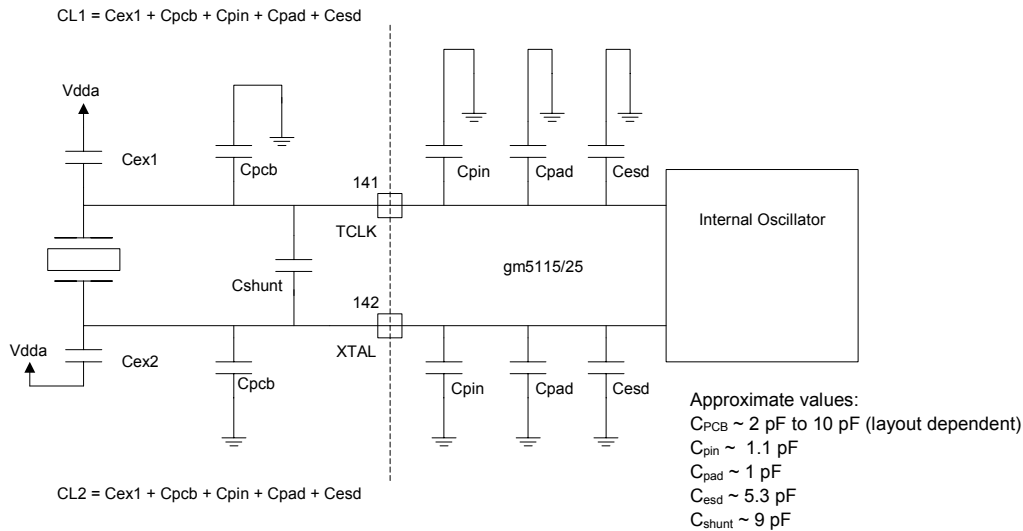 CL1 = Cex1 + Cpcb + Cpin + Cpad + Cesd
Vdda
Cex1
Cpcb
Cpin
Cpad
Cesd
141
TCLK
Internal Oscillator
gm5115/25
Cshunt
142
XTAL
Vdda
Cex2
Cpcb
Cpin
Cpad
Cesd
Approximate values:
CPCB ~ 2 pF to 10 pF (layout dependent)
Cpin ~ 1.1 pF
Cpad ~ 1 pF
Cesd ~ 5.3 pF
Cshunt ~ 9 pF
CL2 = Cex1 + Cpcb + Cpin + Cpad + Cesd